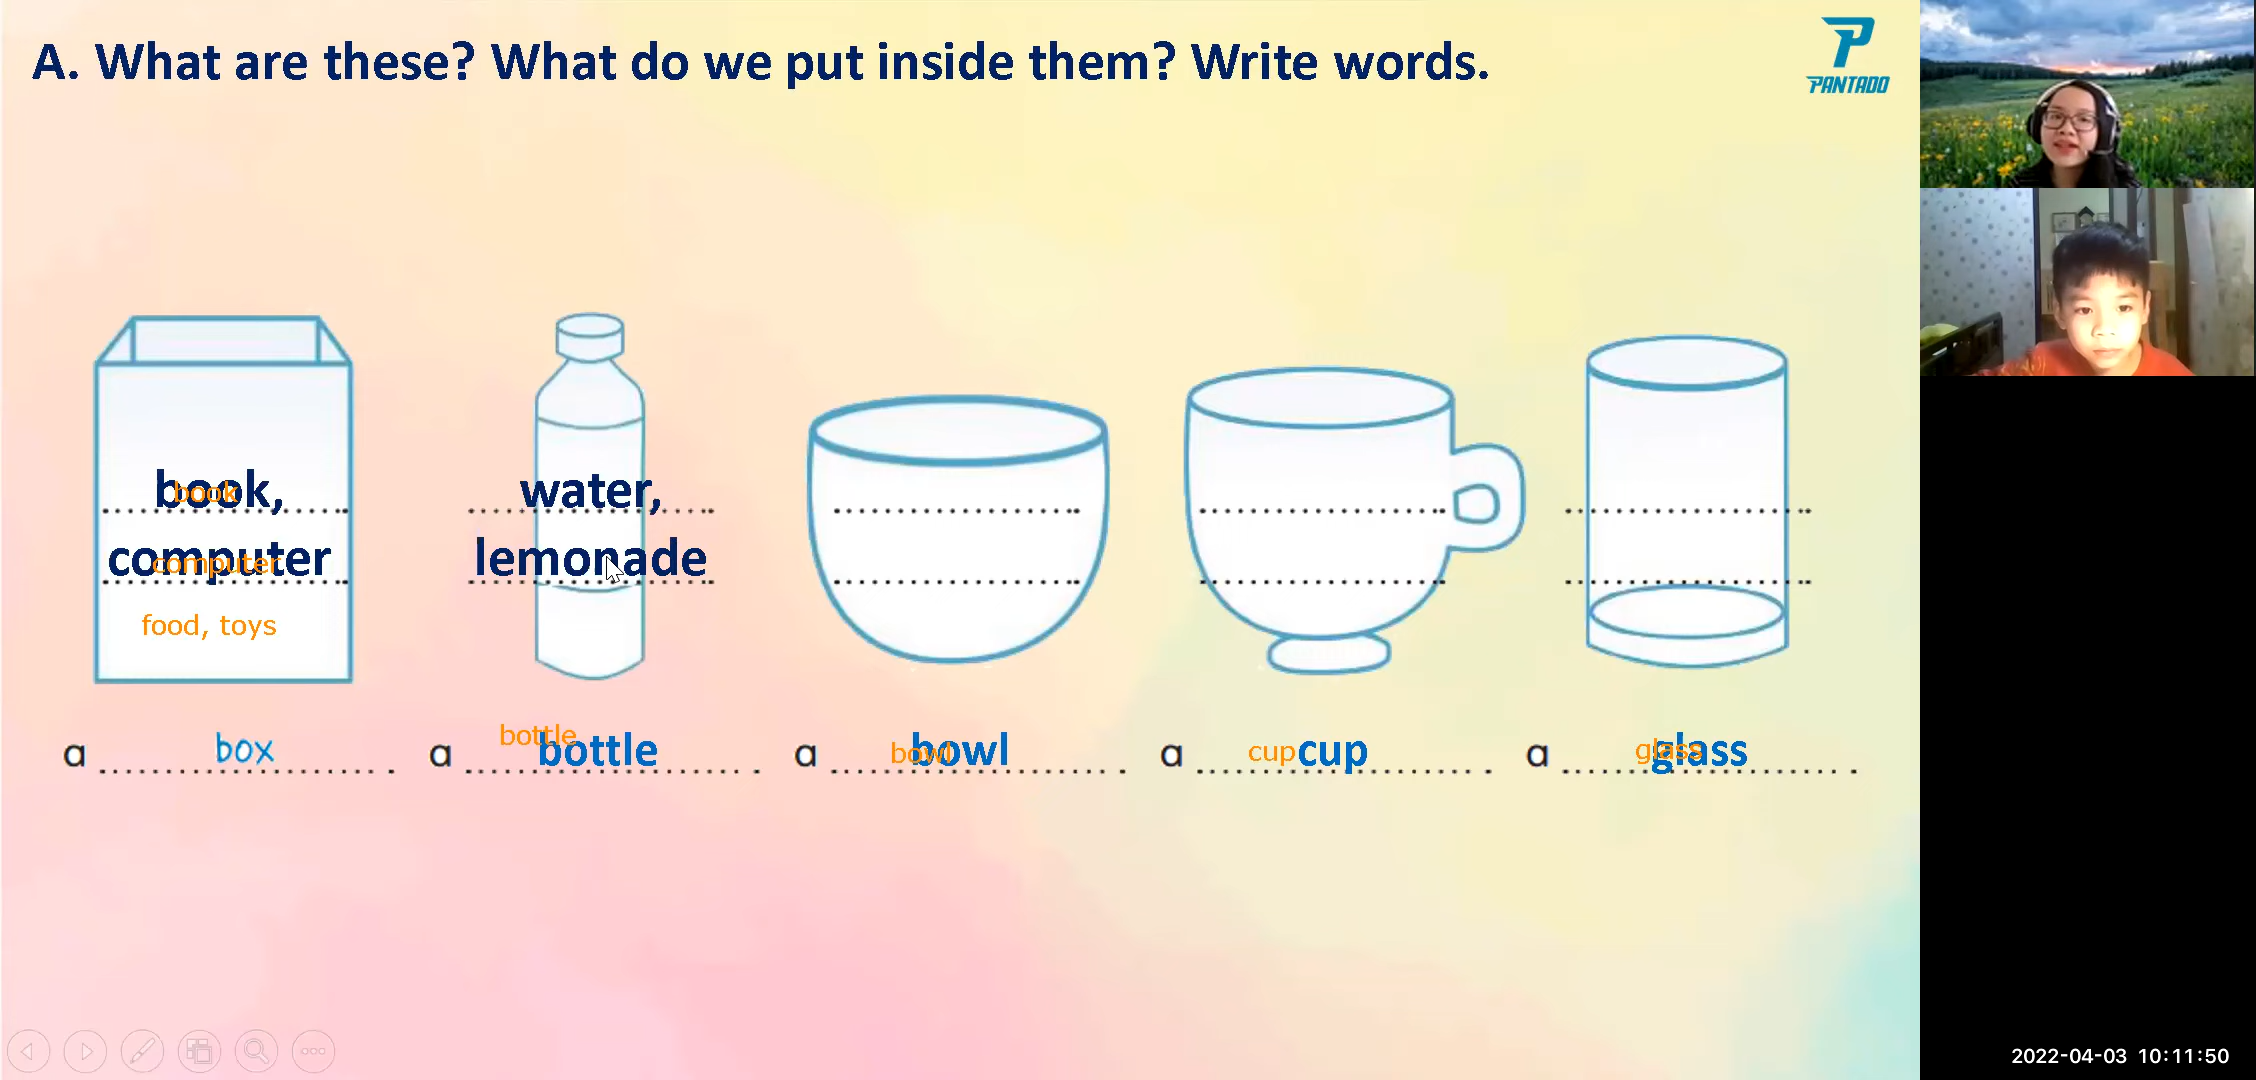 A. What are these? What do we put inside them? Write words.
PANTADO
book,
book
computer
computer
food, toys
water,
lemonade
a box .
a bottle .
bottle
a bowl .
bowl
a cup .
cup
a glass .
glass
2022-04-03 10:11:50